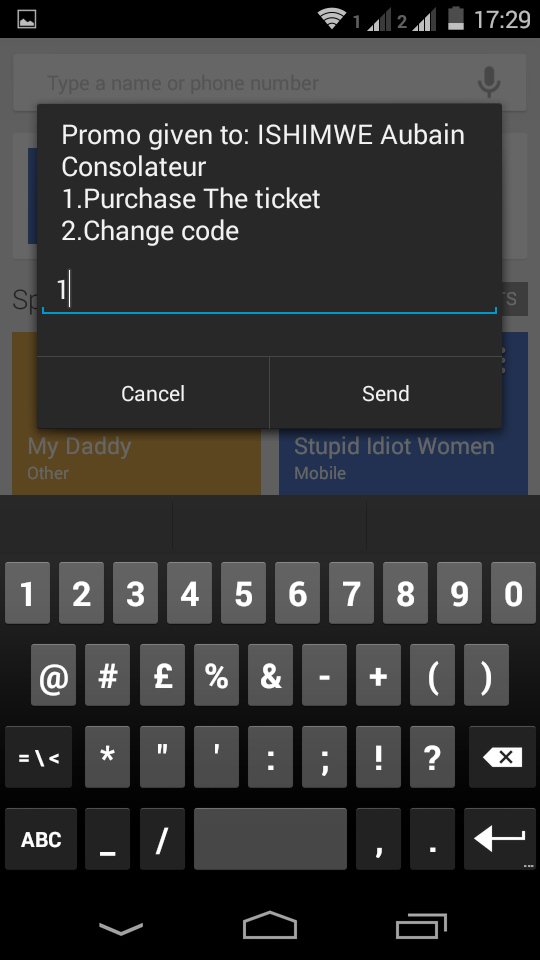 1 2 17:29
Type a name or phone number
Promo given to: ISHIMWE Aubain
Consolateur
1.Purchase The ticket
2.Change code
1
Sp
TS
Cancel Send
My Daddy
Other
Stupid Idiot Women
Mobile
1 2 3 4 5 6 7 8 9 0
@ # £ % & - + ( )
= \ < * " ' : ; ! ?
ABC _ / , . ...